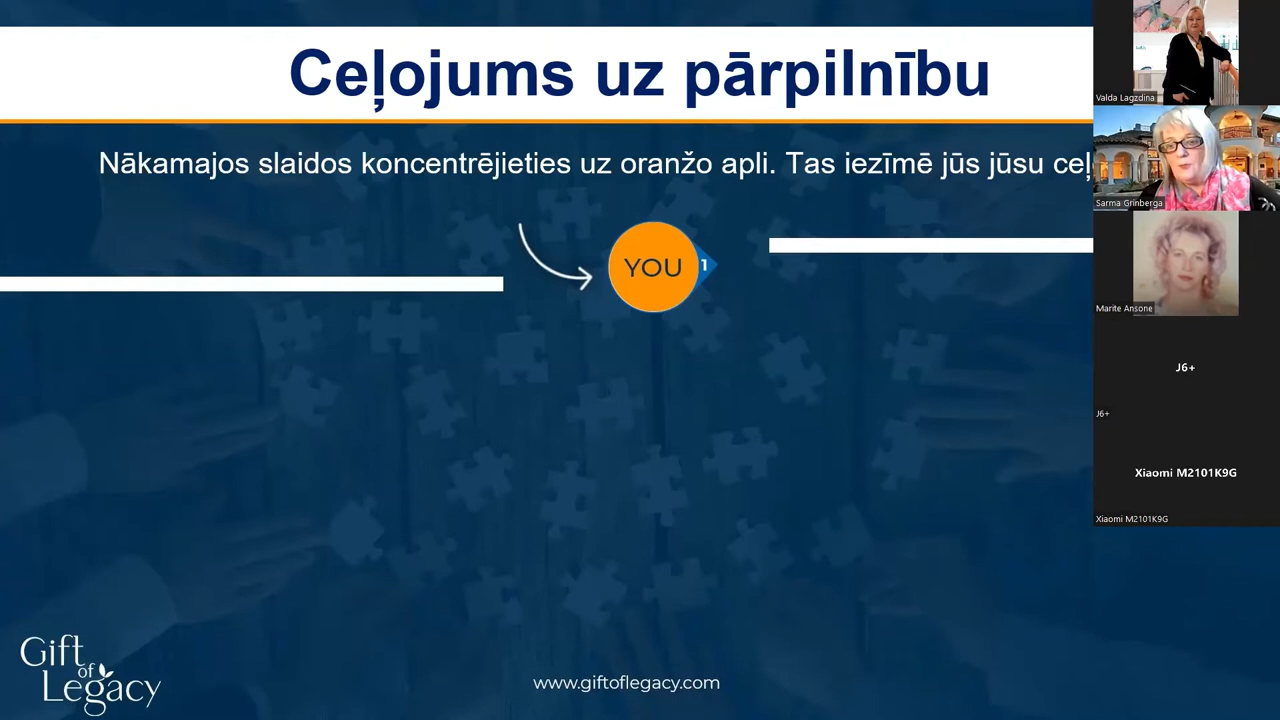 Ceļojums uz pārpilnību
Nākamajos slaidos koncentrējieties uz oranžo apli. Tas iezīmē jūs jūsu ceļ
YOU
1
Gift
of
Legacy
www.giftoflegacy.com
Valda Lagzdina
Sarma Grinberga
Marite Ansone
J6+
J6+
Xiaomi M2101K9G
Xiaomi M2101K9G